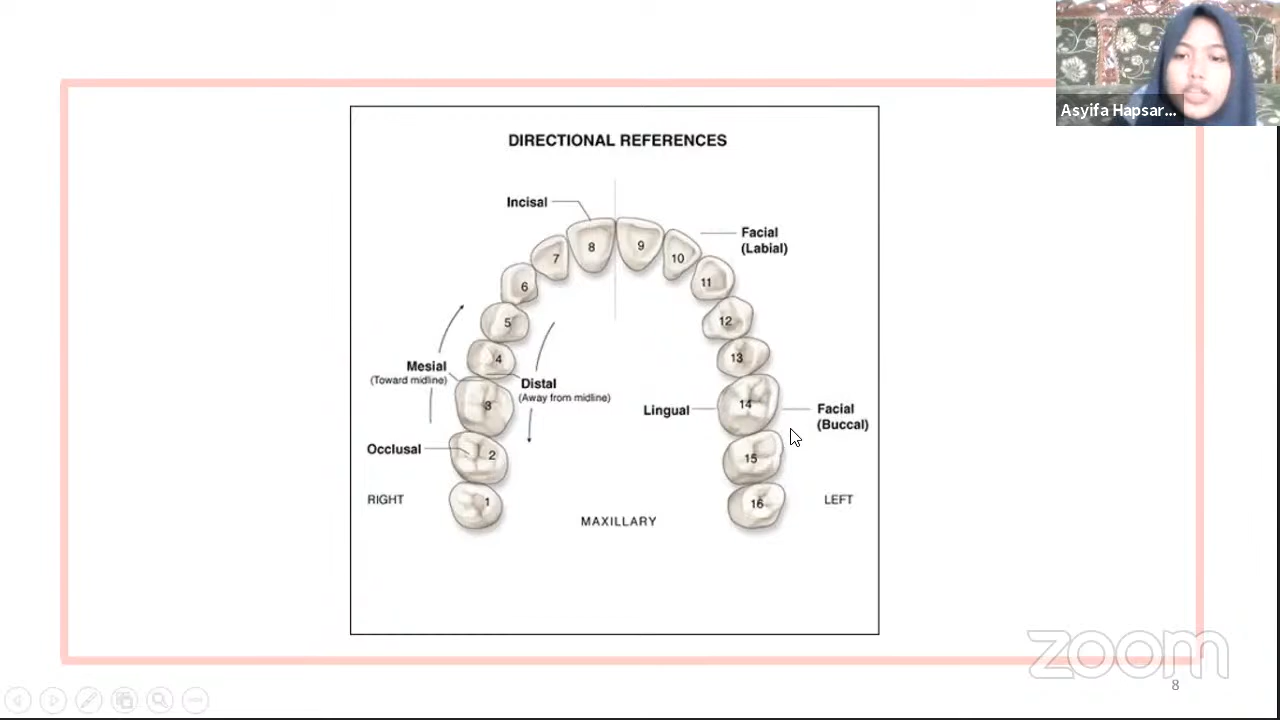 Asyifa Hapsar...
DIRECTIONAL REFERENCES
Incisal
Facial
(Labial)
8
9
7
10
6
11
5
12
4
13
Mesial
(Toward midline)
Distal
(Away from midline)
3
14
Lingual
Facial
(Buccal)
Occlusal
2
15
RIGHT
1
16
LEFT
MAXILLARY
zoom
8